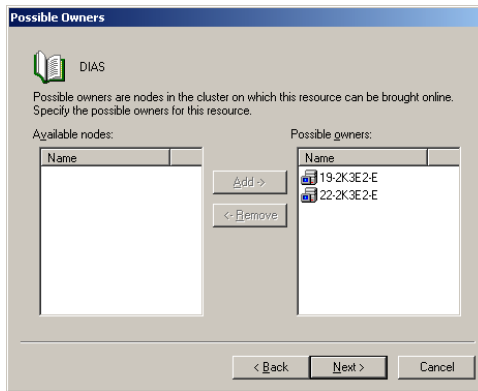 Possible Owners
DIAS
Possible owners are nodes in the cluster on which this resource can be brought online.
Specify the possible owners for this resource.
Available nodes:
Possible owners:
Name
Name
19-2K3E2-E
22-2K3E2-E
Add ->
<- Remove
< Back
Next >
Cancel